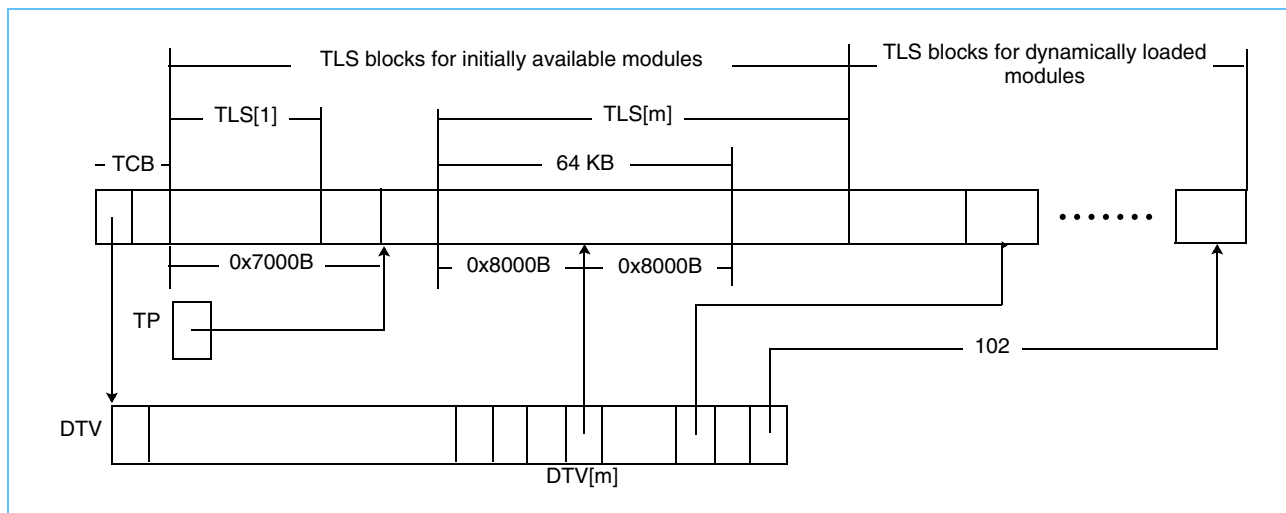 TLS blocks for initially available modules
TLS blocks for dynamically loaded
modules
TLS[1]
TLS[m]
TCB
64 KB
0x7000B
0x8000B
0x8000B
TP
102
DTV
DTV[m]